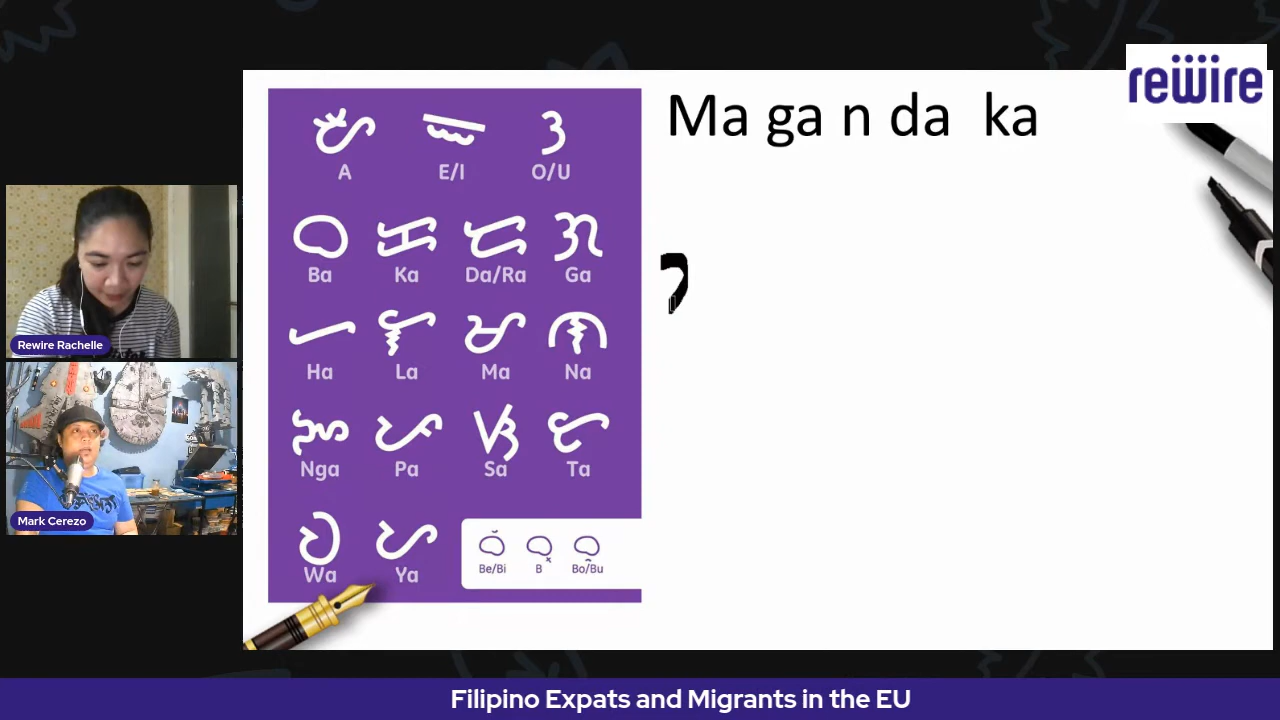 rewire
Ma ga n da ka
ᜀ ᜁ ᜂ
A E/I O/U
ᜊ ᜃ ᜇ ᜄ
Ba Ka Da/Ra Ga
ᜑ ᜎ ᜋ ᜈ
Ha La Ma Na
ᜅ ᜉ ᜐ ᜆ
Nga Pa Sa Ta
ᜏ ᜌ
Wa Ya
ᜊᜒ ᜊ᜔ ᜊᜓ
Be/Bi B Bo/Bu
Rewire Rachelle
Mark Cerezo
Filipino Expats and Migrants in the EU